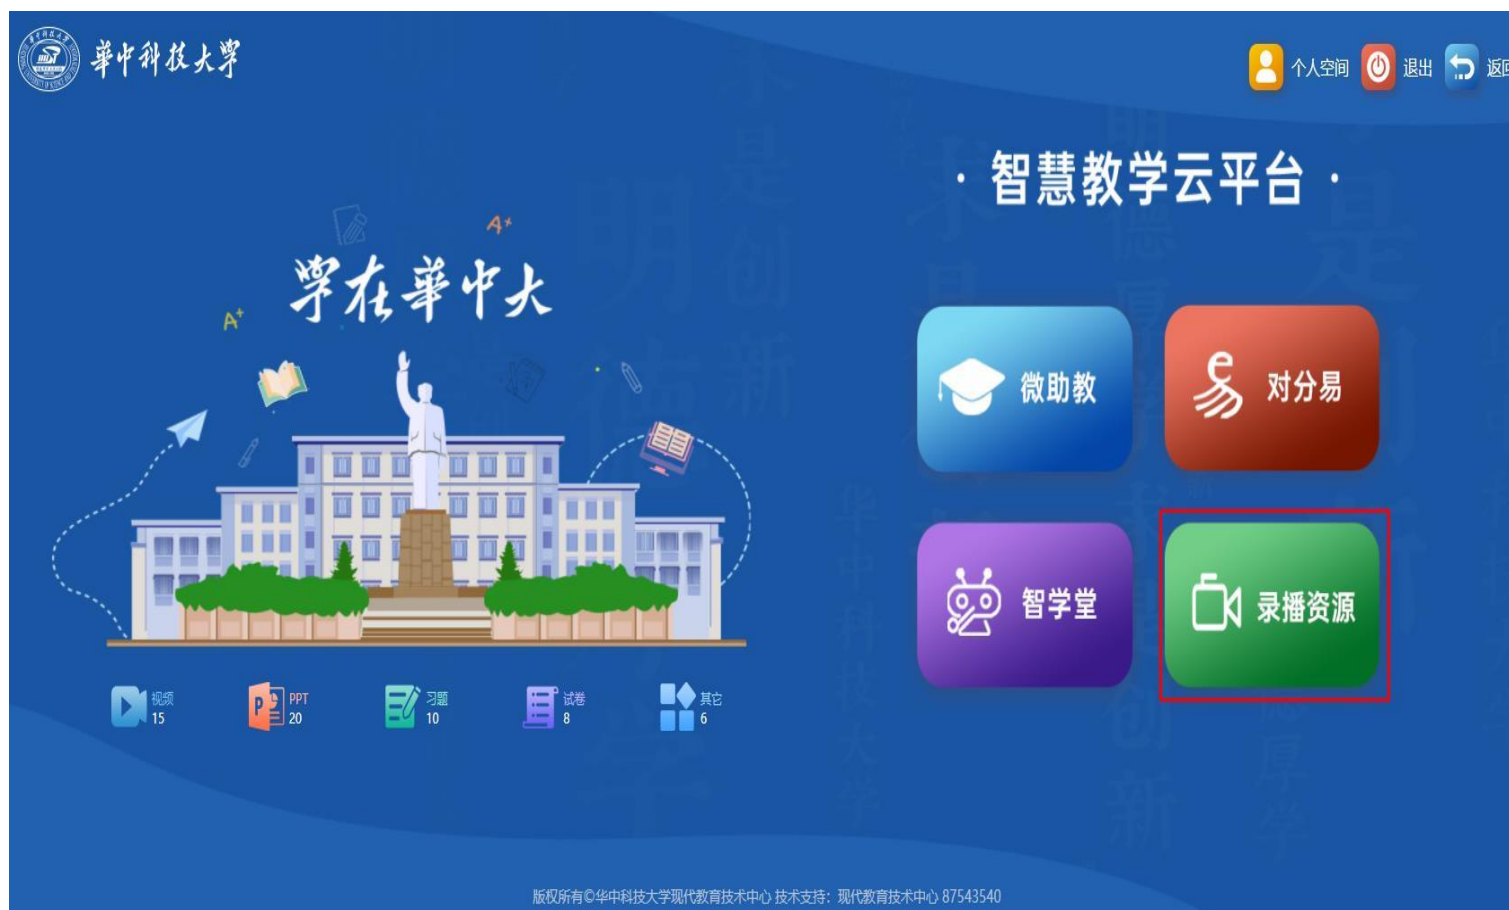 華中科技大学
个人空间
退出
返回
· 智慧教学云平台 ·
A+
学在華中大
A+
微助教
e易 对分易
智学堂
录播资源
视频
15
PPT
20
习题
10
试卷
8
其它
6
版权所有©华中科技大学现代教育技术中心 技术支持：现代教育技术中心 87543540